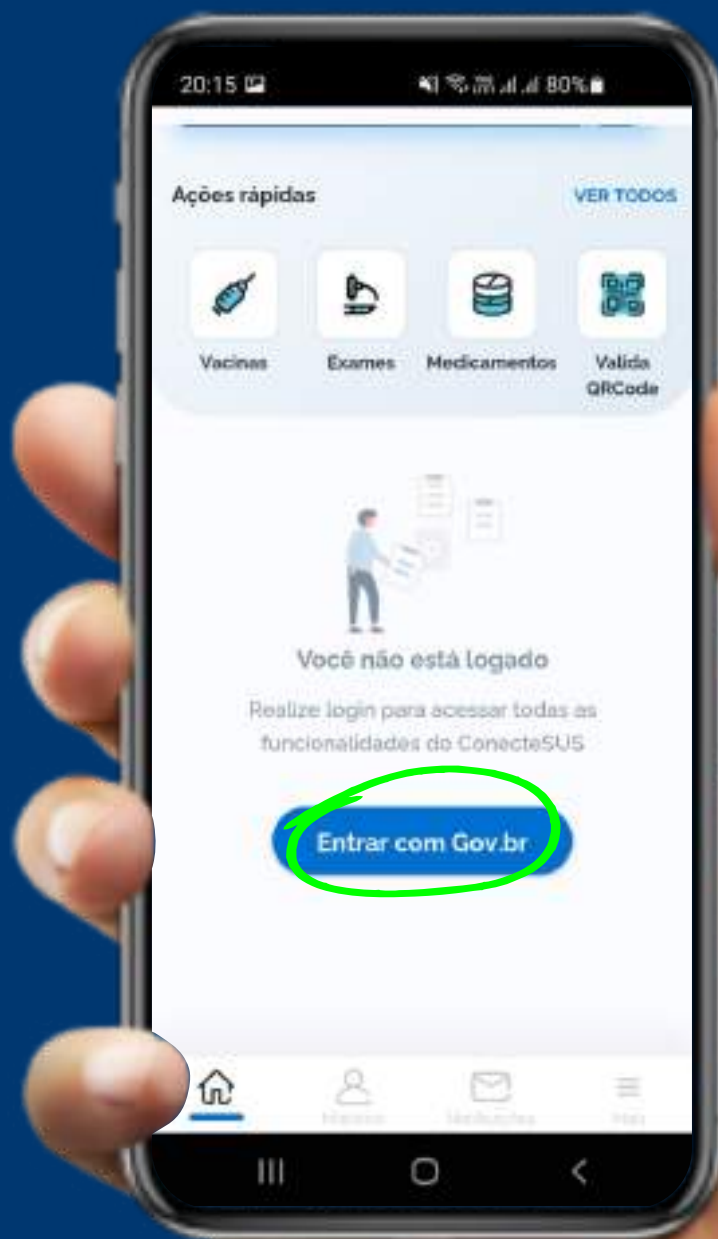 20:15
80%
Ações rápidas
VER TODOS
Vacinas
Exames
Medicamentos
Valida
QRCode
Você não está logado
Realize login para acessar todas as
funcionalidades do ConecteSUS
Entrar com Gov.br